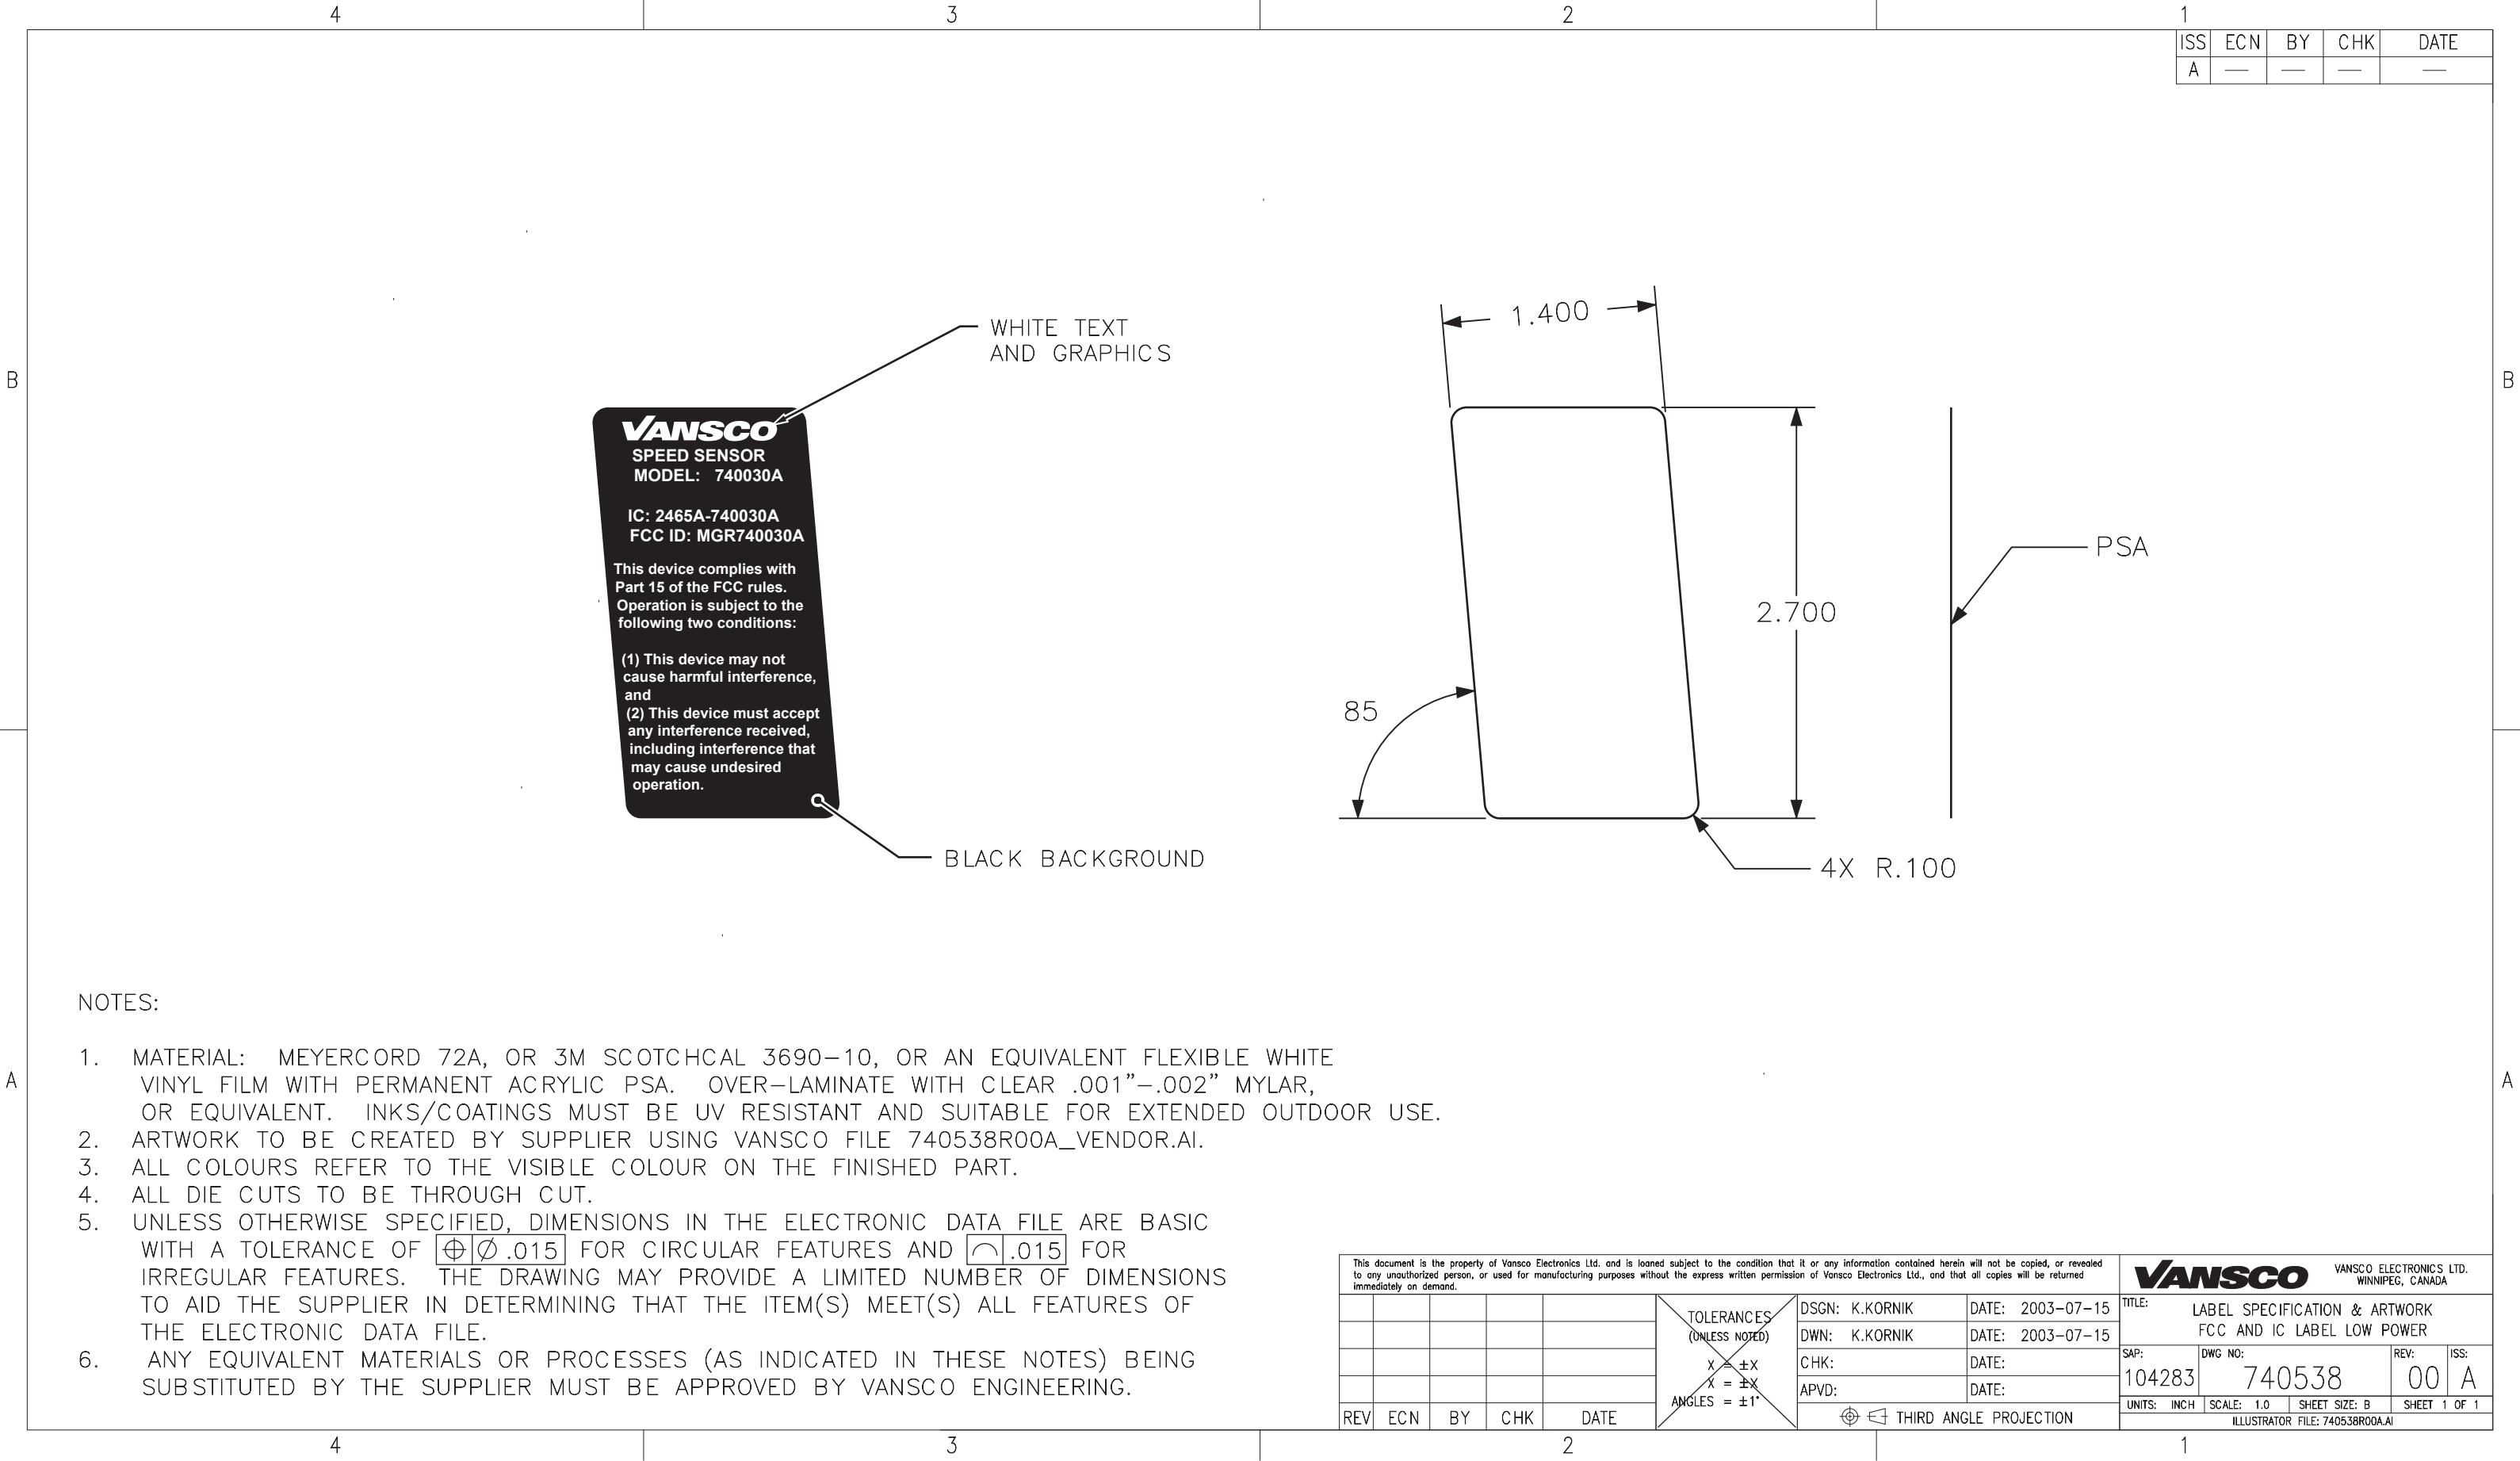 4 3 2 1
ISS ECN BY CHK DATE
A — — — —
B B
WHITE TEXT
AND GRAPHICS
VANSCO
SPEED SENSOR
MODEL: 740030A
IC: 2465A-740030A
FCC ID: MGR740030A
This device complies with
Part 15 of the FCC rules.
Operation is subject to the
following two conditions:
(1) This device may not
cause harmful interference,
and
(2) This device must accept
any interference received,
including interference that
may cause undesired
operation.
BLACK BACKGROUND
1.400
2.700
85
PSA
4X R.100
A A
NOTES:
1. MATERIAL: MEYERCORD 72A, OR 3M SCOTCHCAL 3690-10, OR AN EQUIVALENT FLEXIBLE WHITE
VINYL FILM WITH PERMANENT ACRYLIC PSA. OVER-LAMINATE WITH CLEAR .001"-.002" MYLAR,
OR EQUIVALENT. INKS/COATINGS MUST BE UV RESISTANT AND SUITABLE FOR EXTENDED OUTDOOR USE.
2. ARTWORK TO BE CREATED BY SUPPLIER USING VANSCO FILE 740538R00A_VENDOR.AI.
3. ALL COLOURS REFER TO THE VISIBLE COLOUR ON THE FINISHED PART.
4. ALL DIE CUTS TO BE THROUGH CUT.
5. UNLESS OTHERWISE SPECIFIED, DIMENSIONS IN THE ELECTRONIC DATA FILE ARE BASIC
WITH A TOLERANCE OF ⌖ Ø .015 FOR CIRCULAR FEATURES AND ⌒ .015 FOR
IRREGULAR FEATURES. THE DRAWING MAY PROVIDE A LIMITED NUMBER OF DIMENSIONS
TO AID THE SUPPLIER IN DETERMINING THAT THE ITEM(S) MEET(S) ALL FEATURES OF
THE ELECTRONIC DATA FILE.
6. ANY EQUIVALENT MATERIALS OR PROCESSES (AS INDICATED IN THESE NOTES) BEING
SUBSTITUTED BY THE SUPPLIER MUST BE APPROVED BY VANSCO ENGINEERING.
This document is the property of Vansco Electronics Ltd. and is loaned subject to the condition that it or any information contained herein will not be copied, or revealed
to any unauthorized person, or used for manufacturing purposes without the express written permission of Vansco Electronics Ltd., and that all copies will be returned
immediately on demand.
REV ECN BY CHK DATE
TOLERANCES
(UNLESS NOTED)
X = ±X
X = ±X
ANGLES = ±1°
DSGN: K.KORNIK DATE: 2003-07-15
DWN: K.KORNIK DATE: 2003-07-15
CHK: DATE:
APVD: DATE:
THIRD ANGLE PROJECTION
VANSCO
VANSCO ELECTRONICS LTD.
WINNIPEG, CANADA
TITLE: LABEL SPECIFICATION & ARTWORK
FCC AND IC LABEL LOW POWER
SAP: DWG NO: REV: ISS:
104283 740538 00 A
UNITS: INCH SCALE: 1.0 SHEET SIZE: B SHEET 1 OF 1
ILLUSTRATOR FILE: 740538R00A.AI
4 3 2 1